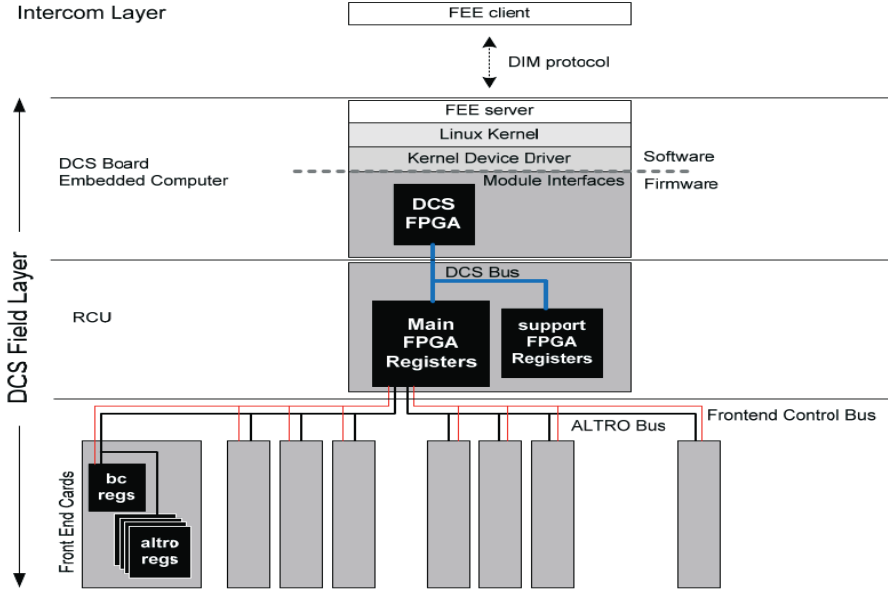 Intercom Layer
FEE client
DIM protocol
FEE server
Linux Kernel
Kernel Device Driver
Software
Module Interfaces
Firmware
DCS Board
Embedded Computer
DCS
FPGA
DCS Field Layer
DCS Bus
RCU
Main
FPGA
Registers
support
FPGA
Registers
Frontend Control Bus
ALTRO Bus
Front End Cards
bc
regs
altro
regs